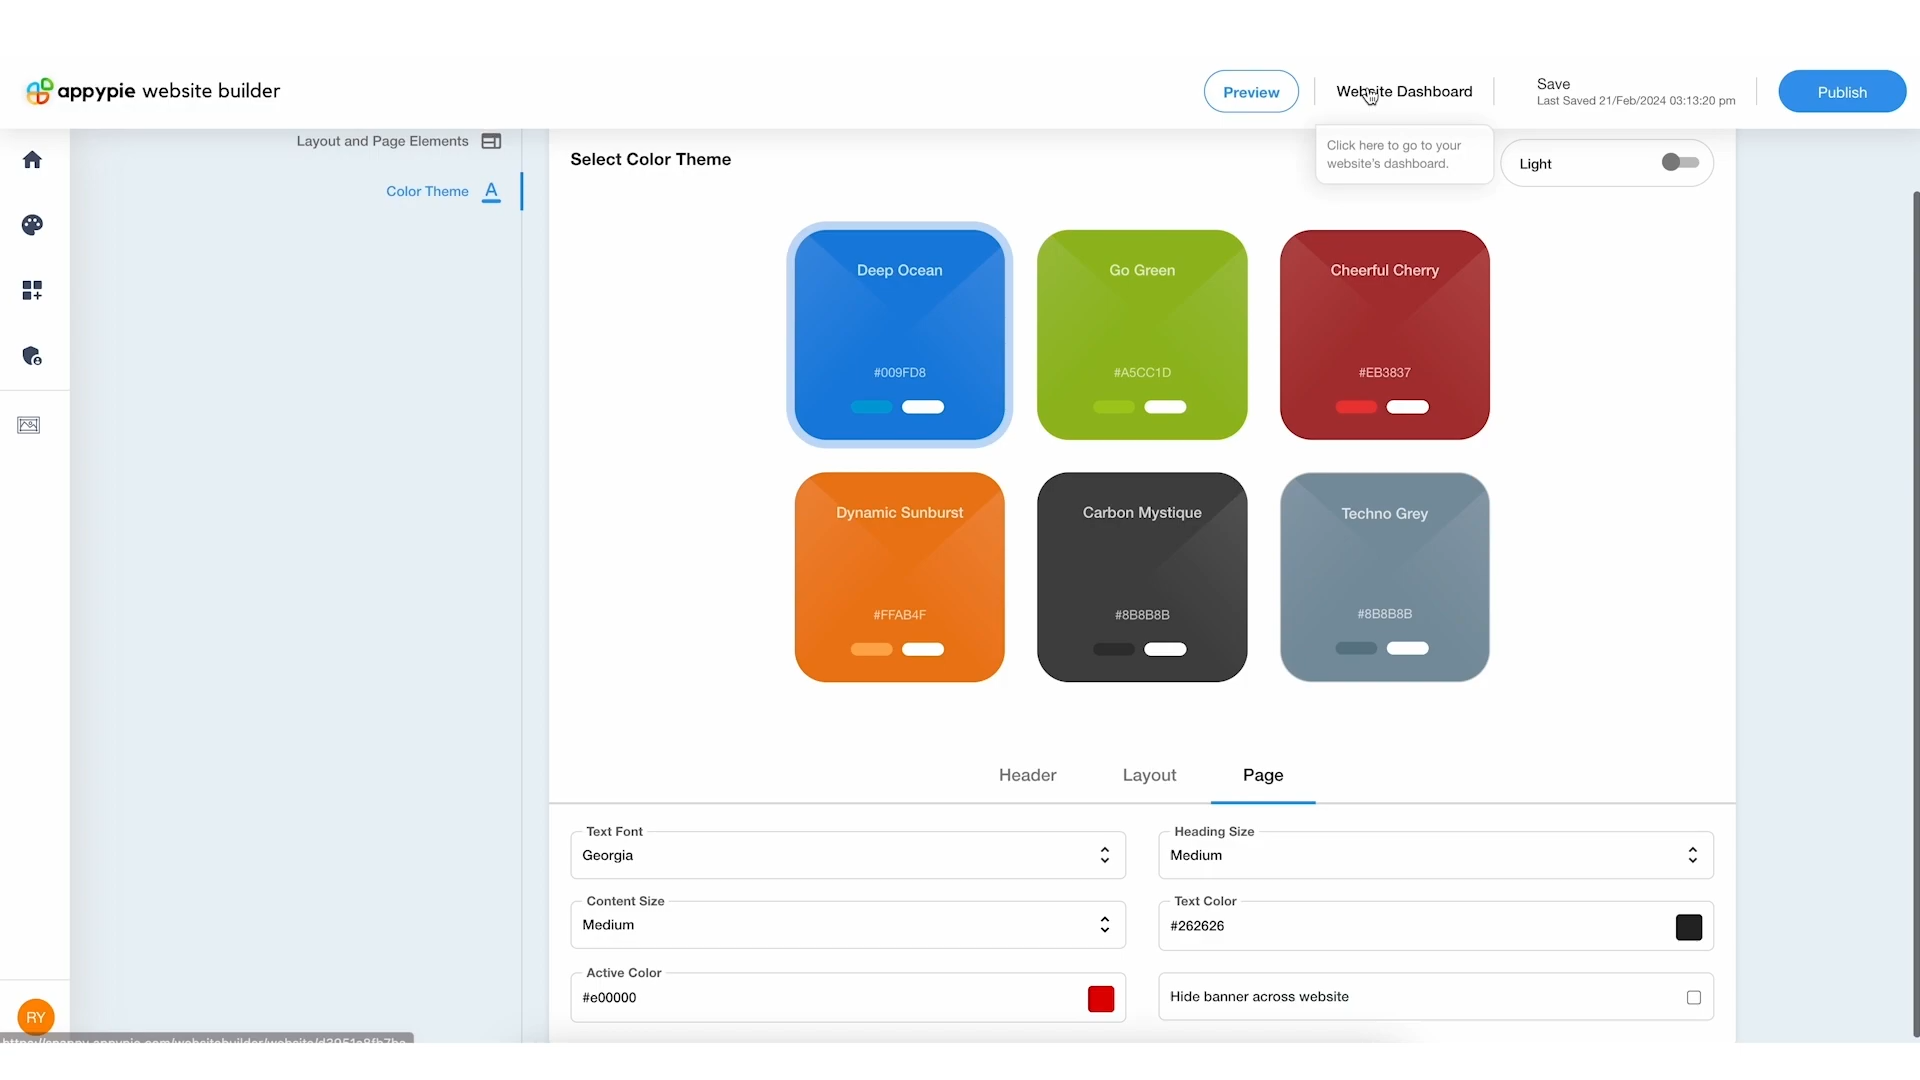 appypie website builder
Preview
Website Dashboard
Save
Last Saved 21/Feb/2024 03:13:20 pm
Publish
Click here to go to your
website's dashboard.
Layout and Page Elements
Color Theme
A
Select Color Theme
Light
Deep Ocean
#009FD8
Go Green
#A5CC1D
Cheerful Cherry
#EB3837
Dynamic Sunburst
#FFAB4F
Carbon Mystique
#8B8B8B
Techno Grey
#8B8B8B
Header
Layout
Page
Text Font
Georgia
Heading Size
Medium
Content Size
Medium
Text Color
#262626
Active Color
#e00000
Hide banner across website
RY